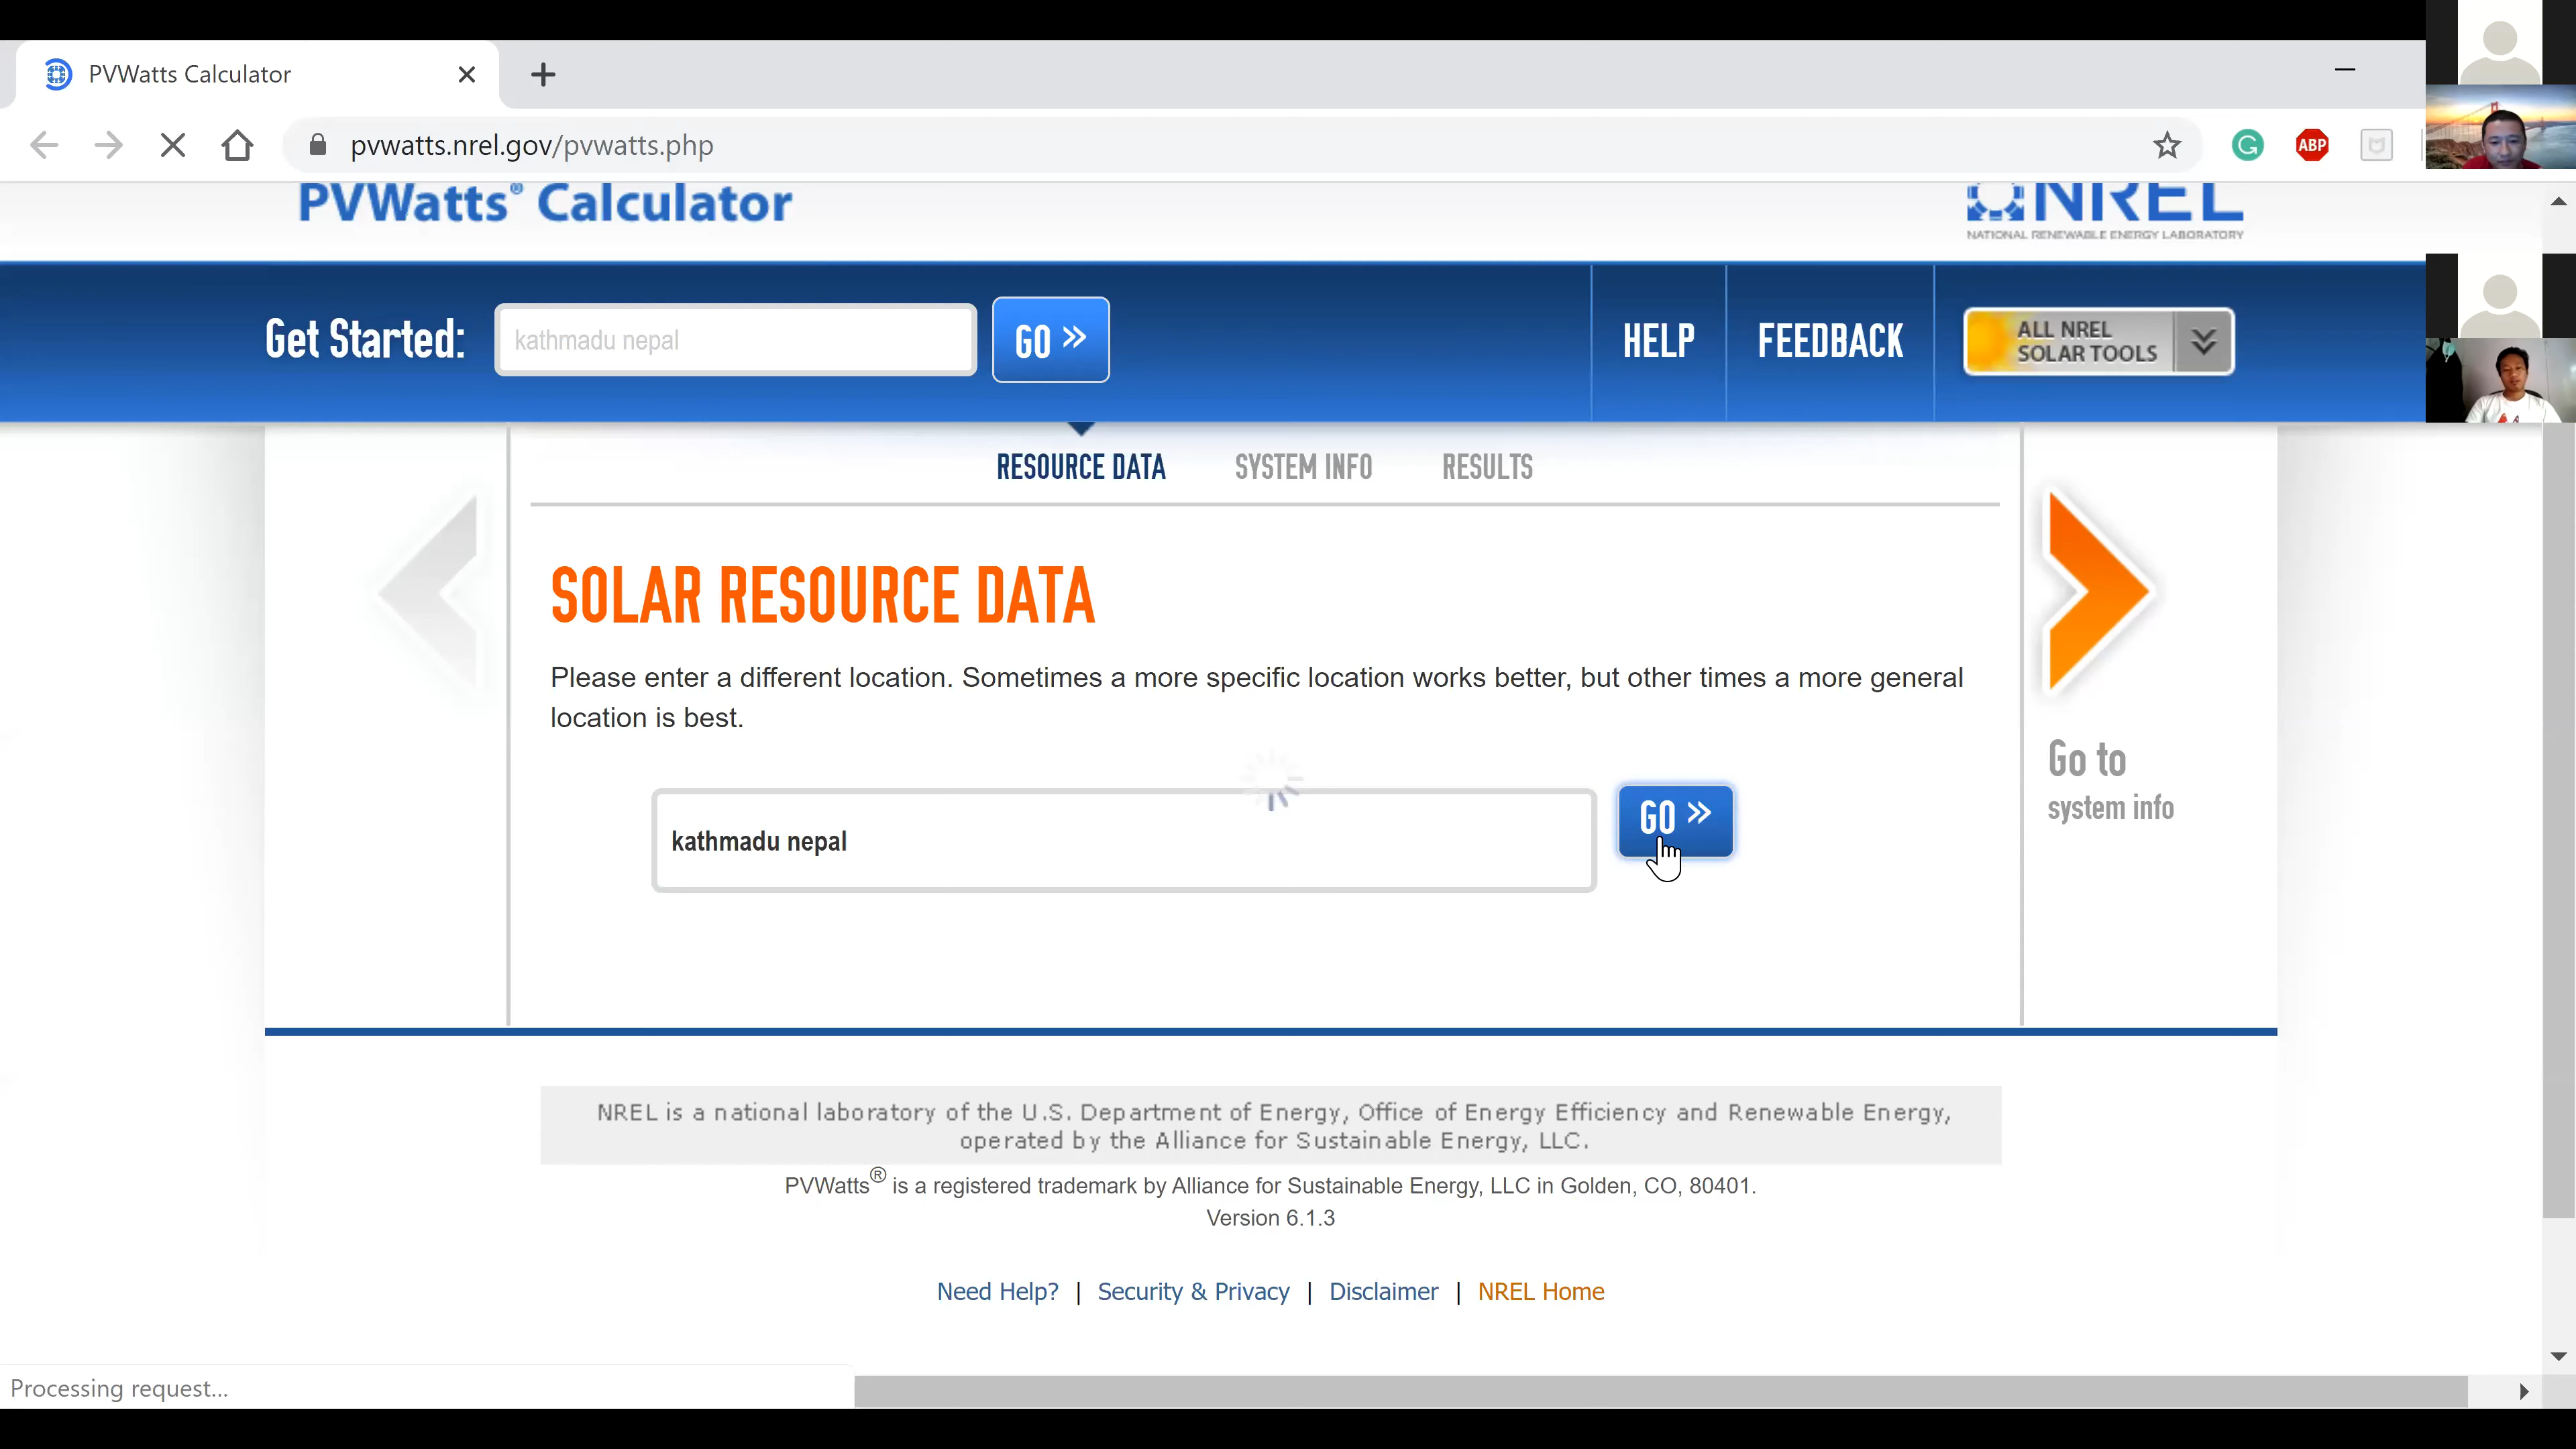 PVWatts Calculator
pvwatts.nrel.gov/pvwatts.php
ABP
PVWatts® Calculator
NREL
NATIONAL RENEWABLE ENERGY LABORATORY
Get Started:
kathmadu nepal
GO »
HELP
FEEDBACK
ALL NREL
SOLAR TOOLS
RESOURCE DATA
SYSTEM INFO
RESULTS
SOLAR RESOURCE DATA
Please enter a different location. Sometimes a more specific location works better, but other times a more general
location is best.
kathmadu nepal
GO »
Go to
system info
NREL is a national laboratory of the U.S. Department of Energy, Office of Energy Efficiency and Renewable Energy,
operated by the Alliance for Sustainable Energy, LLC.
PVWatts® is a registered trademark by Alliance for Sustainable Energy, LLC in Golden, CO, 80401.
Version 6.1.3
Need Help? | Security & Privacy | Disclaimer | NREL Home
Processing request...